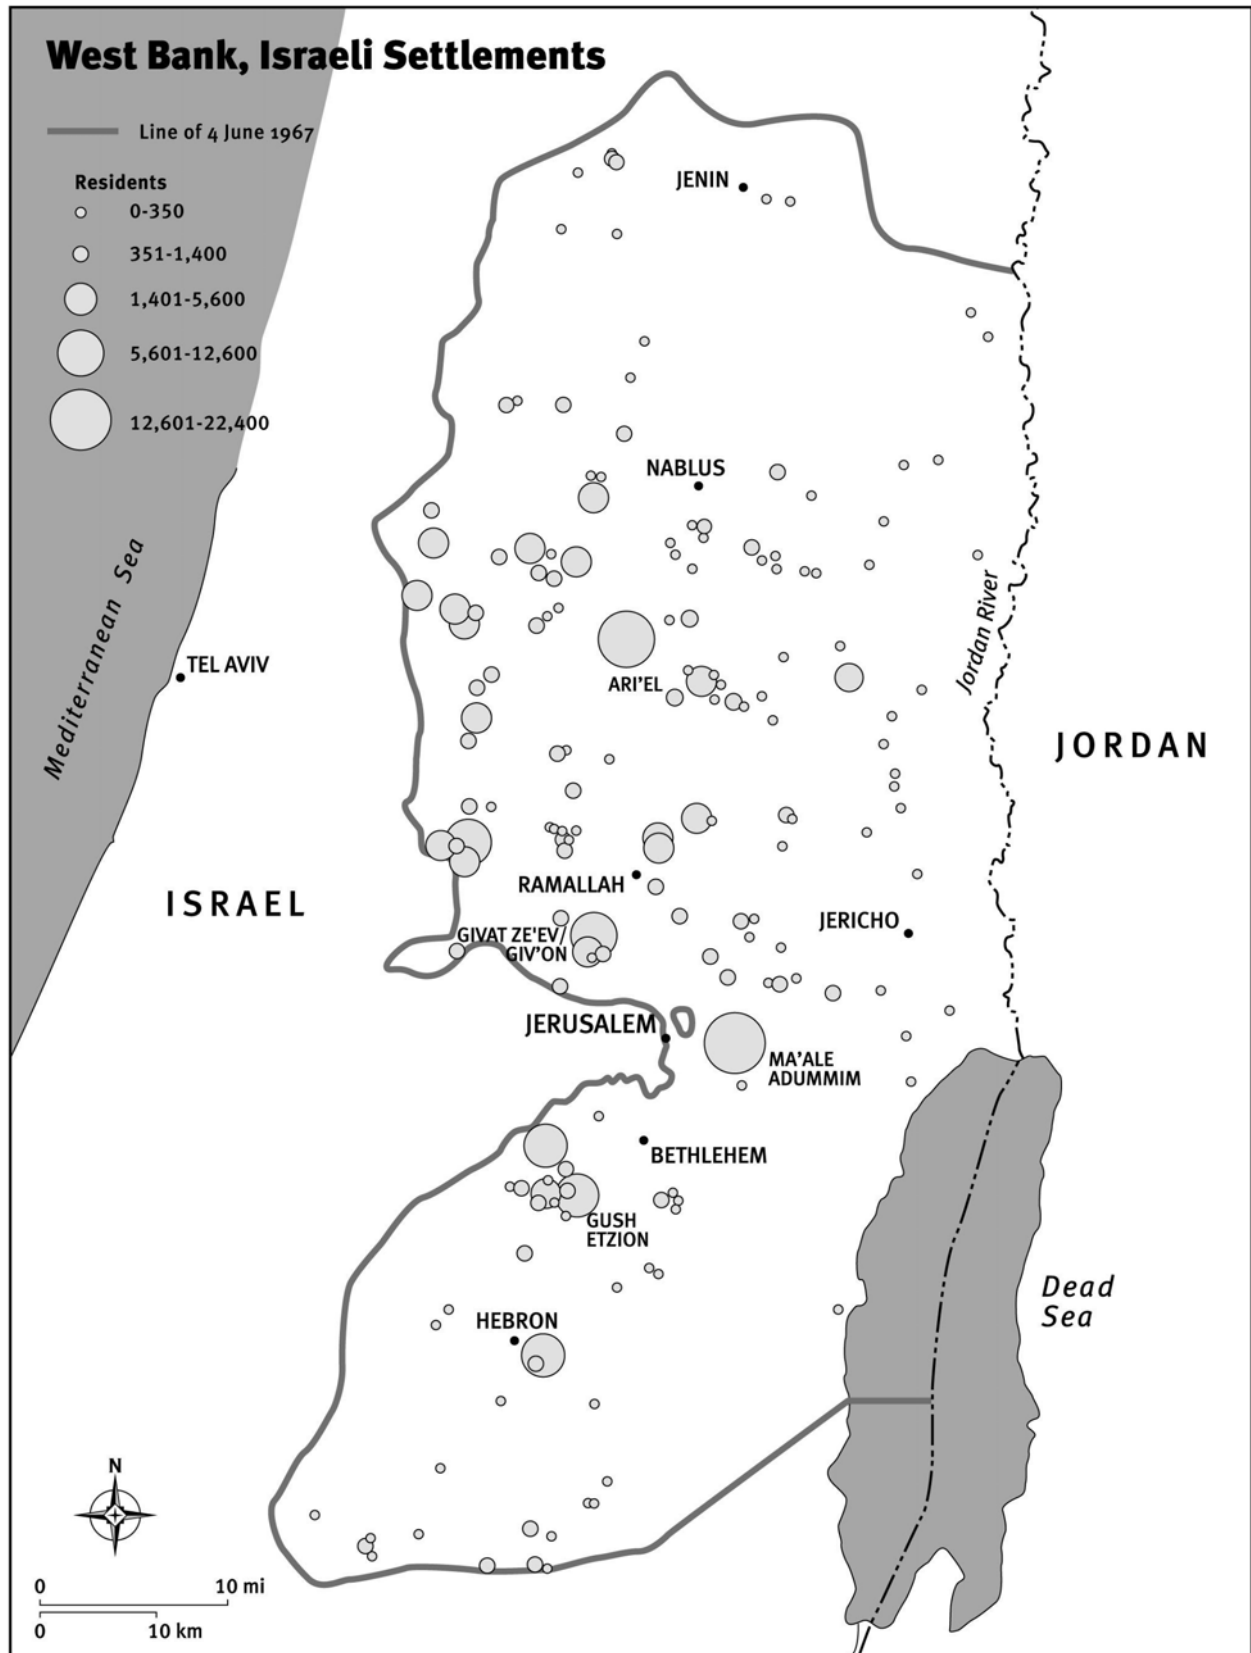 West Bank, Israeli Settlements
Line of 4 June 1967
Residents
0-350
351-1,400
1,401-5,600
5,601-12,600
12,601-22,400
JENIN
NABLUS
Mediterranean Sea
TEL AVIV
ARI'EL
Jordan River
JORDAN
ISRAEL
RAMALLAH
JERICHO
GIVAT ZE'EV/
GIV'ON
JERUSALEM
MA'ALE
ADUMMIM
BETHLEHEM
GUSH
ETZION
Dead
Sea
HEBRON
N
0 10 mi
0 10 km